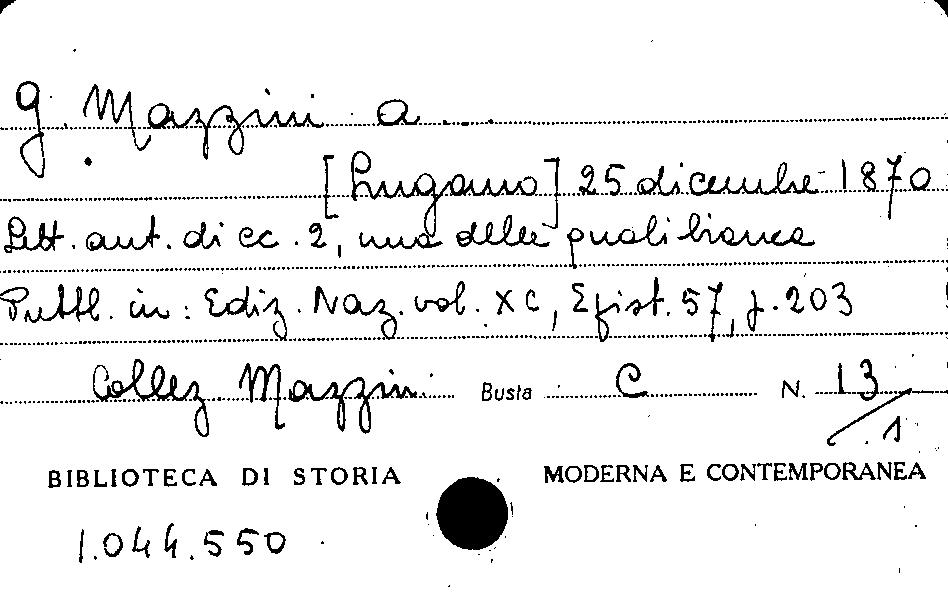 G. Mazzini a ...
[Lugano] 25 dicembre 1870
Lett. aut. di cc. 2, una delle quali bianca
Pubbl. in: Ediz. Naz. vol. XC, Epist. 57, p. 203
Collez. Mazzini Busta C N. 13/1
BIBLIOTECA DI STORIA MODERNA E CONTEMPORANEA
1.044.550